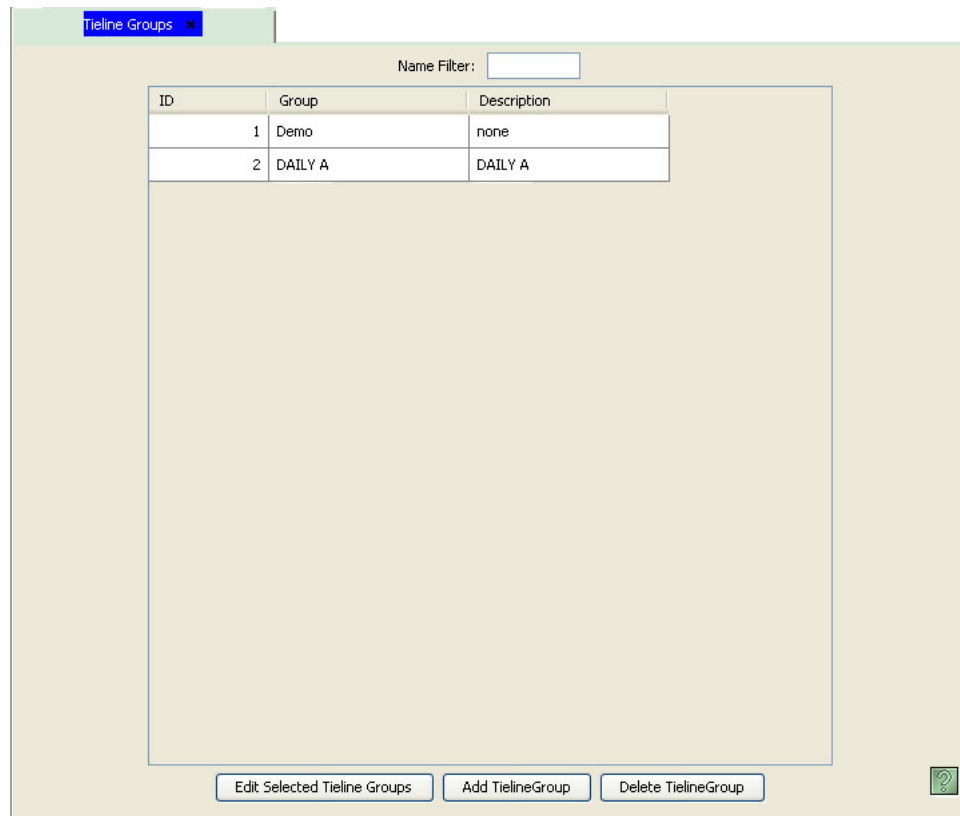 Tieline Groups ×
Name Filter:
ID Group Description
1 Demo none
2 DAILY A DAILY A
Edit Selected Tieline Groups Add TielineGroup Delete TielineGroup ?